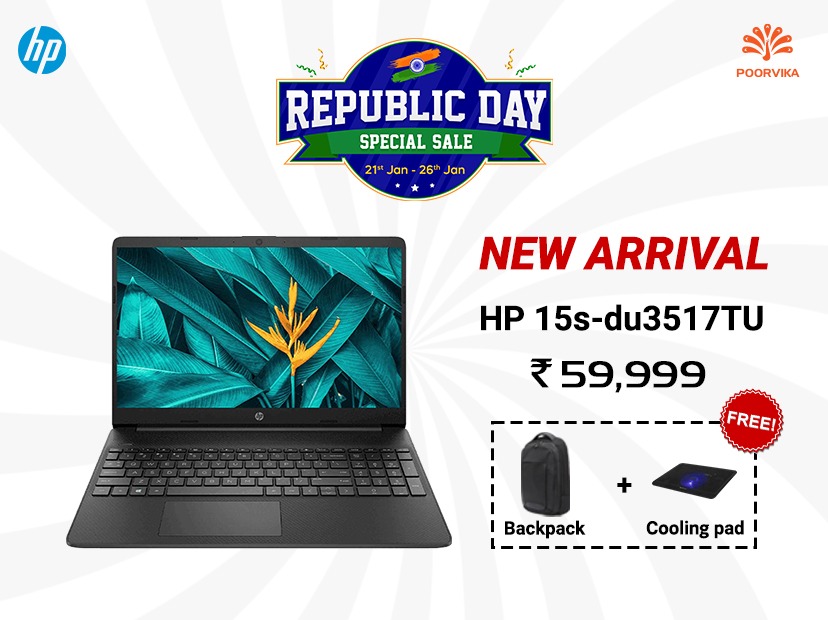 hp
POORVIKA
REPUBLIC DAY
SPECIAL SALE
21st Jan - 26th Jan
NEW ARRIVAL
HP 15s-du3517TU
₹ 59,999
FREE!
+
Backpack Cooling pad